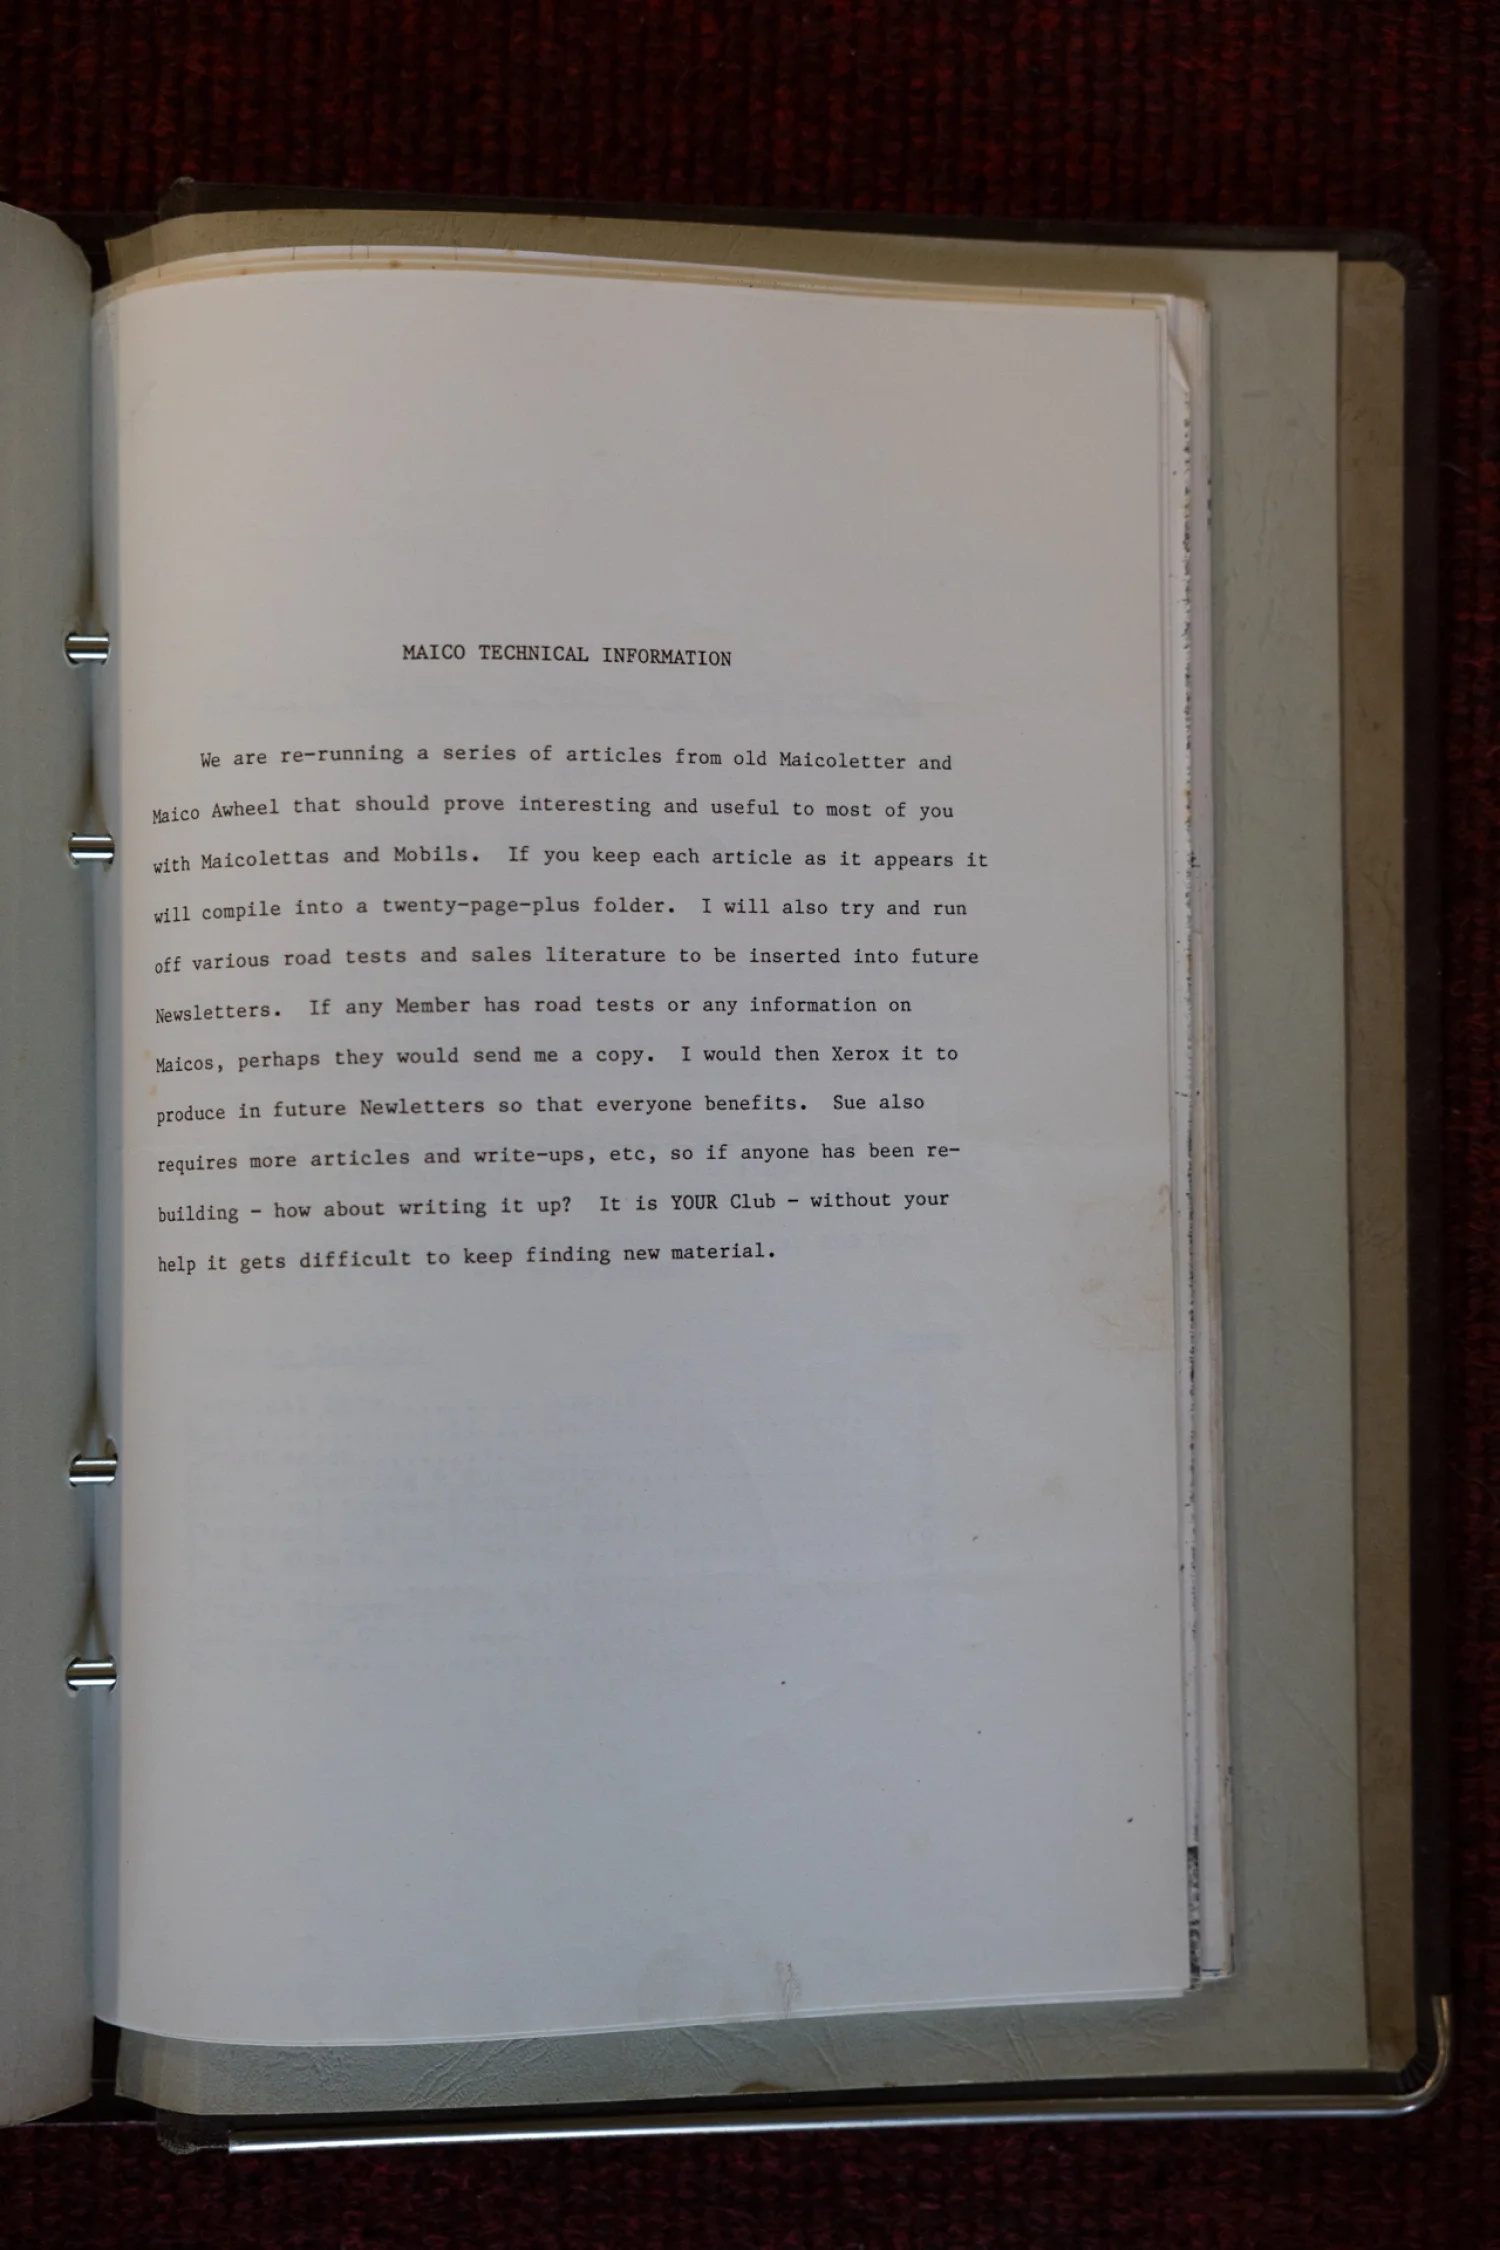 MAICO TECHNICAL INFORMATION
We are re-running a series of articles from old Maicoletter and
Maico Awheel that should prove interesting and useful to most of you
with Maicolettas and Mobils. If you keep each article as it appears it
will compile into a twenty-page-plus folder. I will also try and run
off various road tests and sales literature to be inserted into future
Newsletters. If any Member has road tests or any information on
Maicos, perhaps they would send me a copy. I would then Xerox it to
produce in future Newletters so that everyone benefits. Sue also
requires more articles and write-ups, etc, so if anyone has been re-
building - how about writing it up? It is YOUR Club - without your
help it gets difficult to keep finding new material.